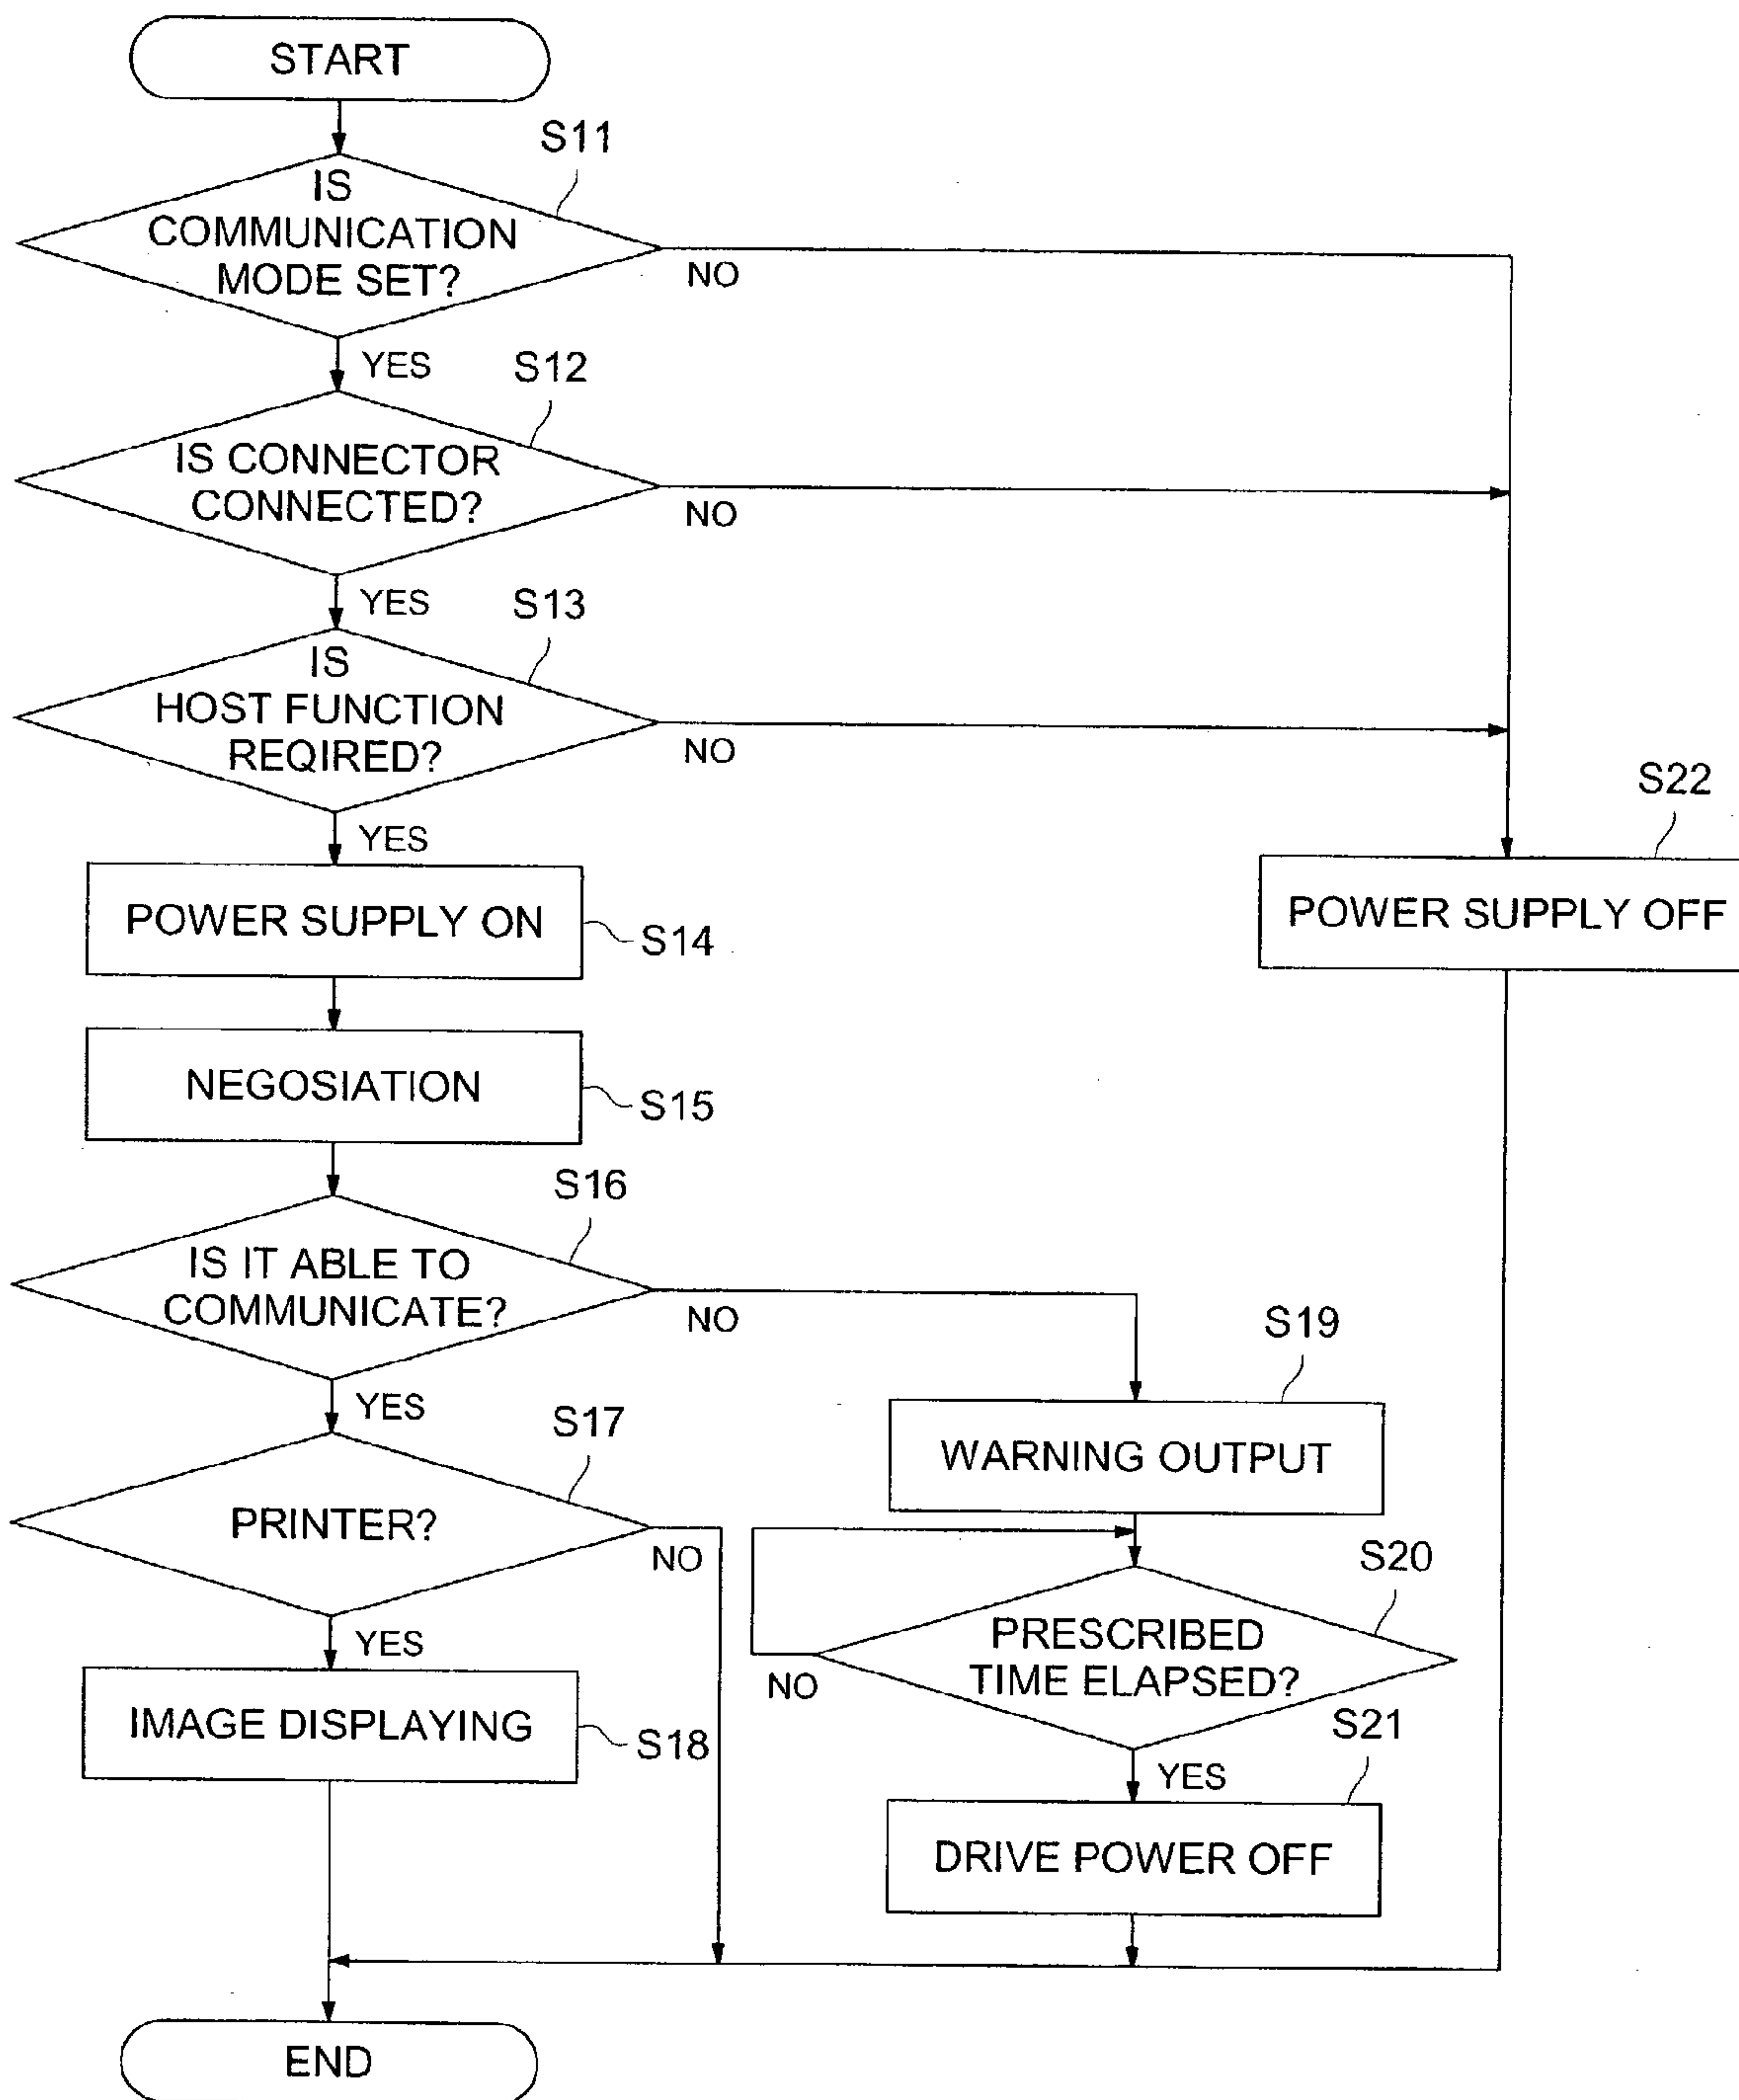 START
S11
IS
COMMUNICATION
MODE SET?
NO
YES
S12
IS CONNECTOR
CONNECTED?
NO
YES
S13
IS
HOST FUNCTION
REQIRED?
NO
YES
S22
POWER SUPPLY ON
S14
POWER SUPPLY OFF
NEGOSIATION
S15
S16
IS IT ABLE TO
COMMUNICATE?
NO
YES
S19
WARNING OUTPUT
S17
PRINTER?
NO
YES
S20
PRESCRIBED
TIME ELAPSED?
NO
YES
IMAGE DISPLAYING
S18
S21
DRIVE POWER OFF
END